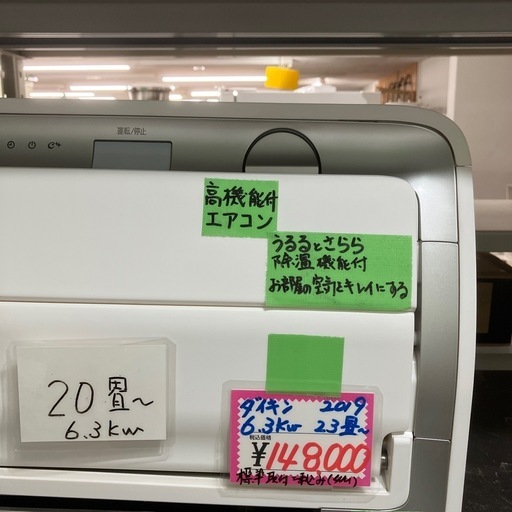 運転/停止
高機能付
エアコン
うるるとさらら
除湿機能付
お部屋の空気をキレイにする
20畳~
6.3kw
ダイキン 2019
6.3Kw 23畳~
税込価格
¥148,000
標準取付け込み